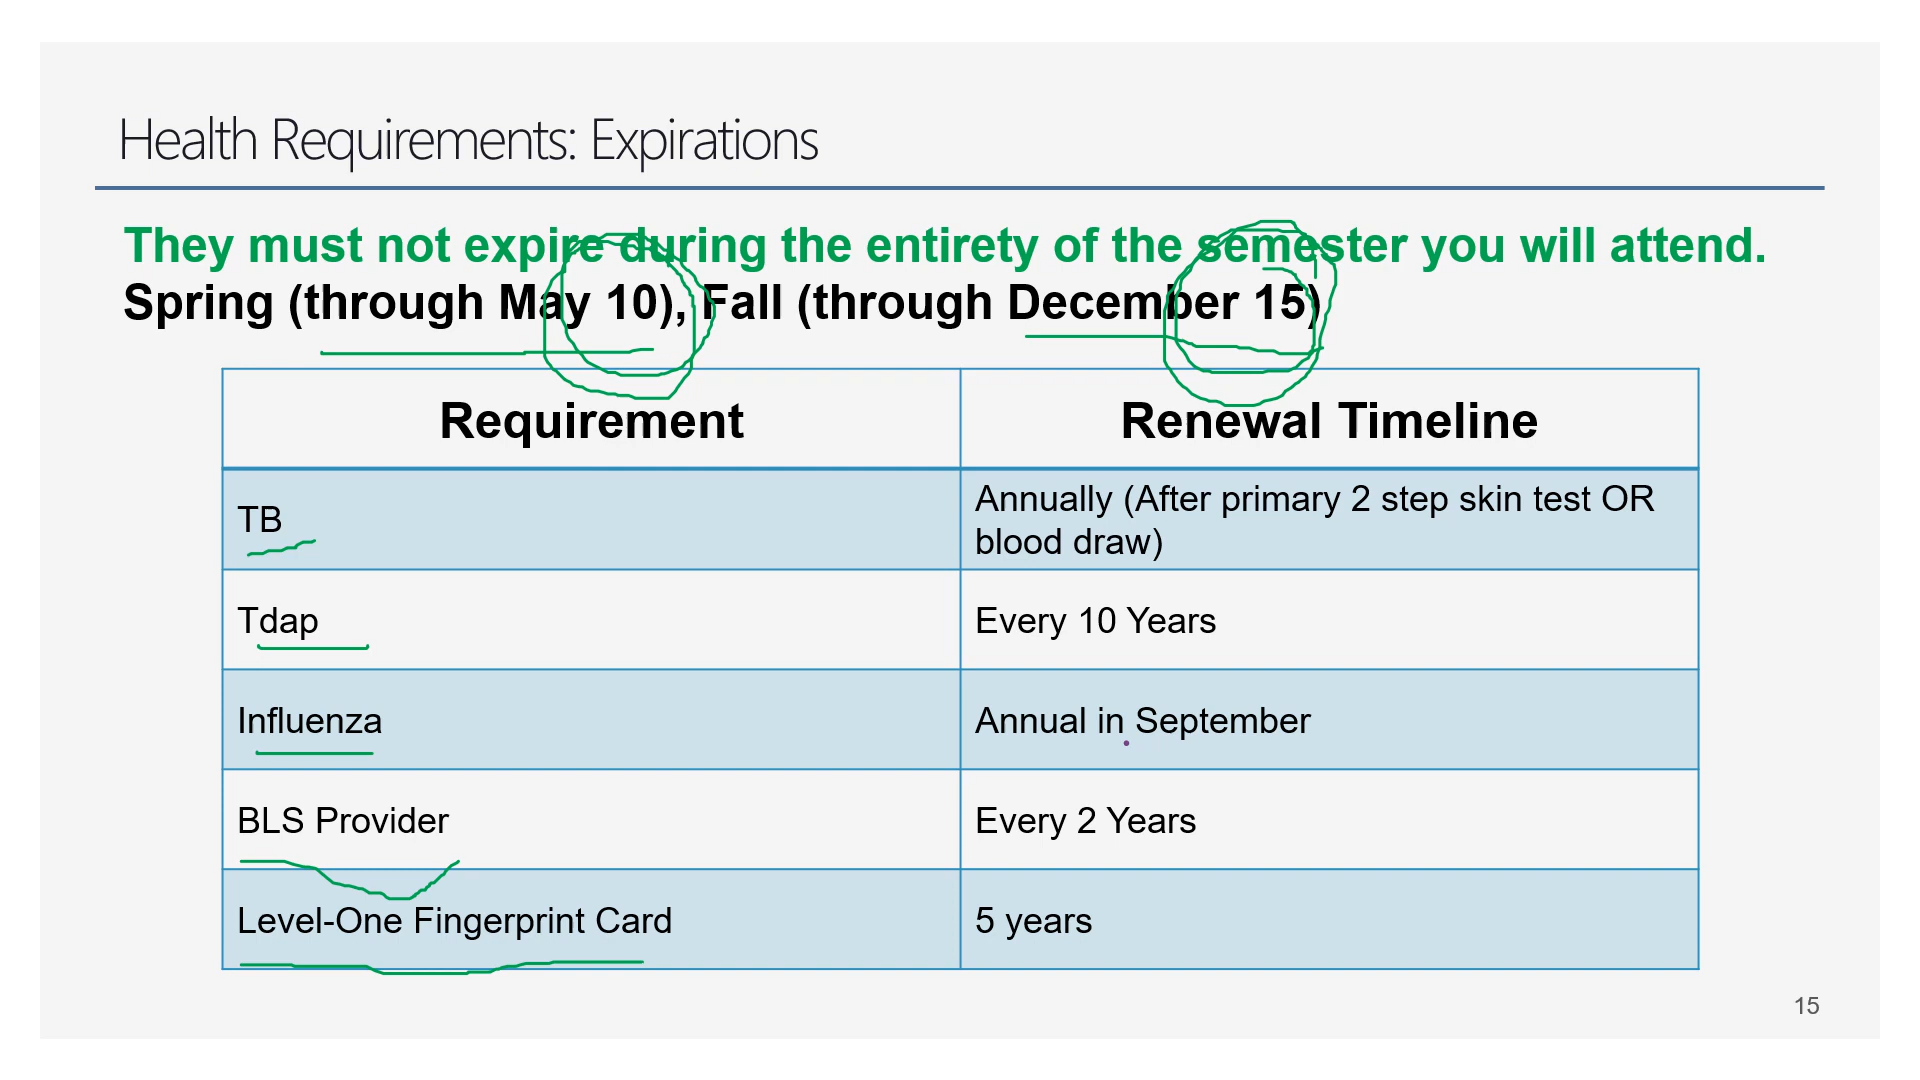 Health Requirements: Expirations
They must not expire during the entirety of the semester you will attend.
Spring (through May 10), Fall (through December 15)
Requirement
Renewal Timeline
TB
Annually (After primary 2 step skin test OR
blood draw)
Tdap
Every 10 Years
Influenza
Annual in September
BLS Provider
Every 2 Years
Level-One Fingerprint Card
5 years
15